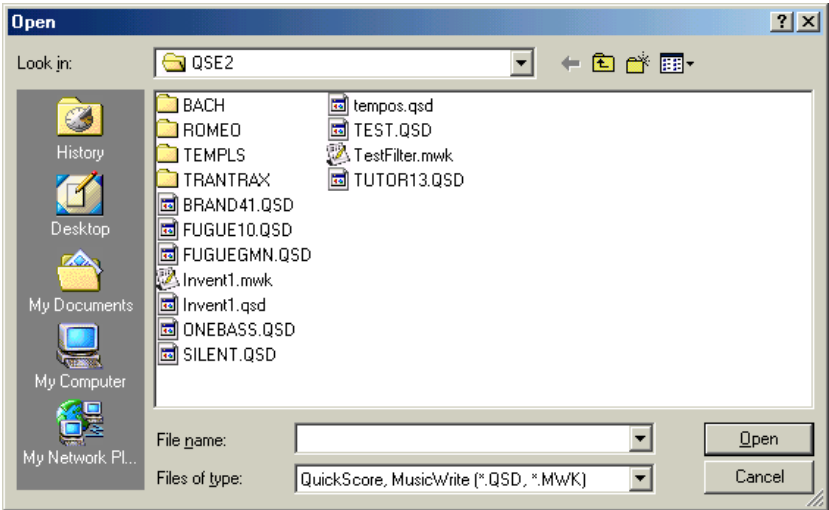 Open
Look in:
QSE2
History
Desktop
My Documents
My Computer
My Network Pl...
BACH
ROMEO
TEMPLS
TRANTRAX
BRAND41.QSD
FUGUE10.QSD
FUGUEGMN.QSD
Invent1.mwk
Invent1.qsd
ONEBASS.QSD
SILENT.QSD
tempos.qsd
TEST.QSD
TestFilter.mwk
TUTOR13.QSD
File name:
Open
Files of type:
QuickScore, MusicWrite (*.QSD, *.MWK)
Cancel